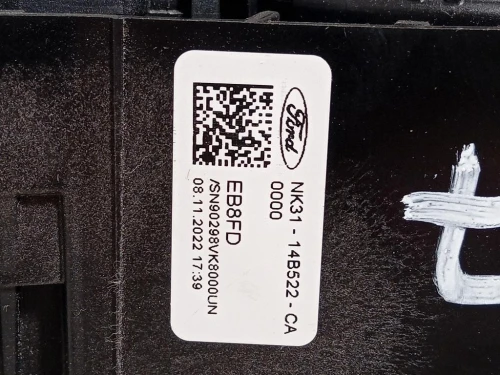 Ford
NK31 - 14B522 - CA
0000
EB8FD
/SN90298VK8000UN
08.11.2022 17:39